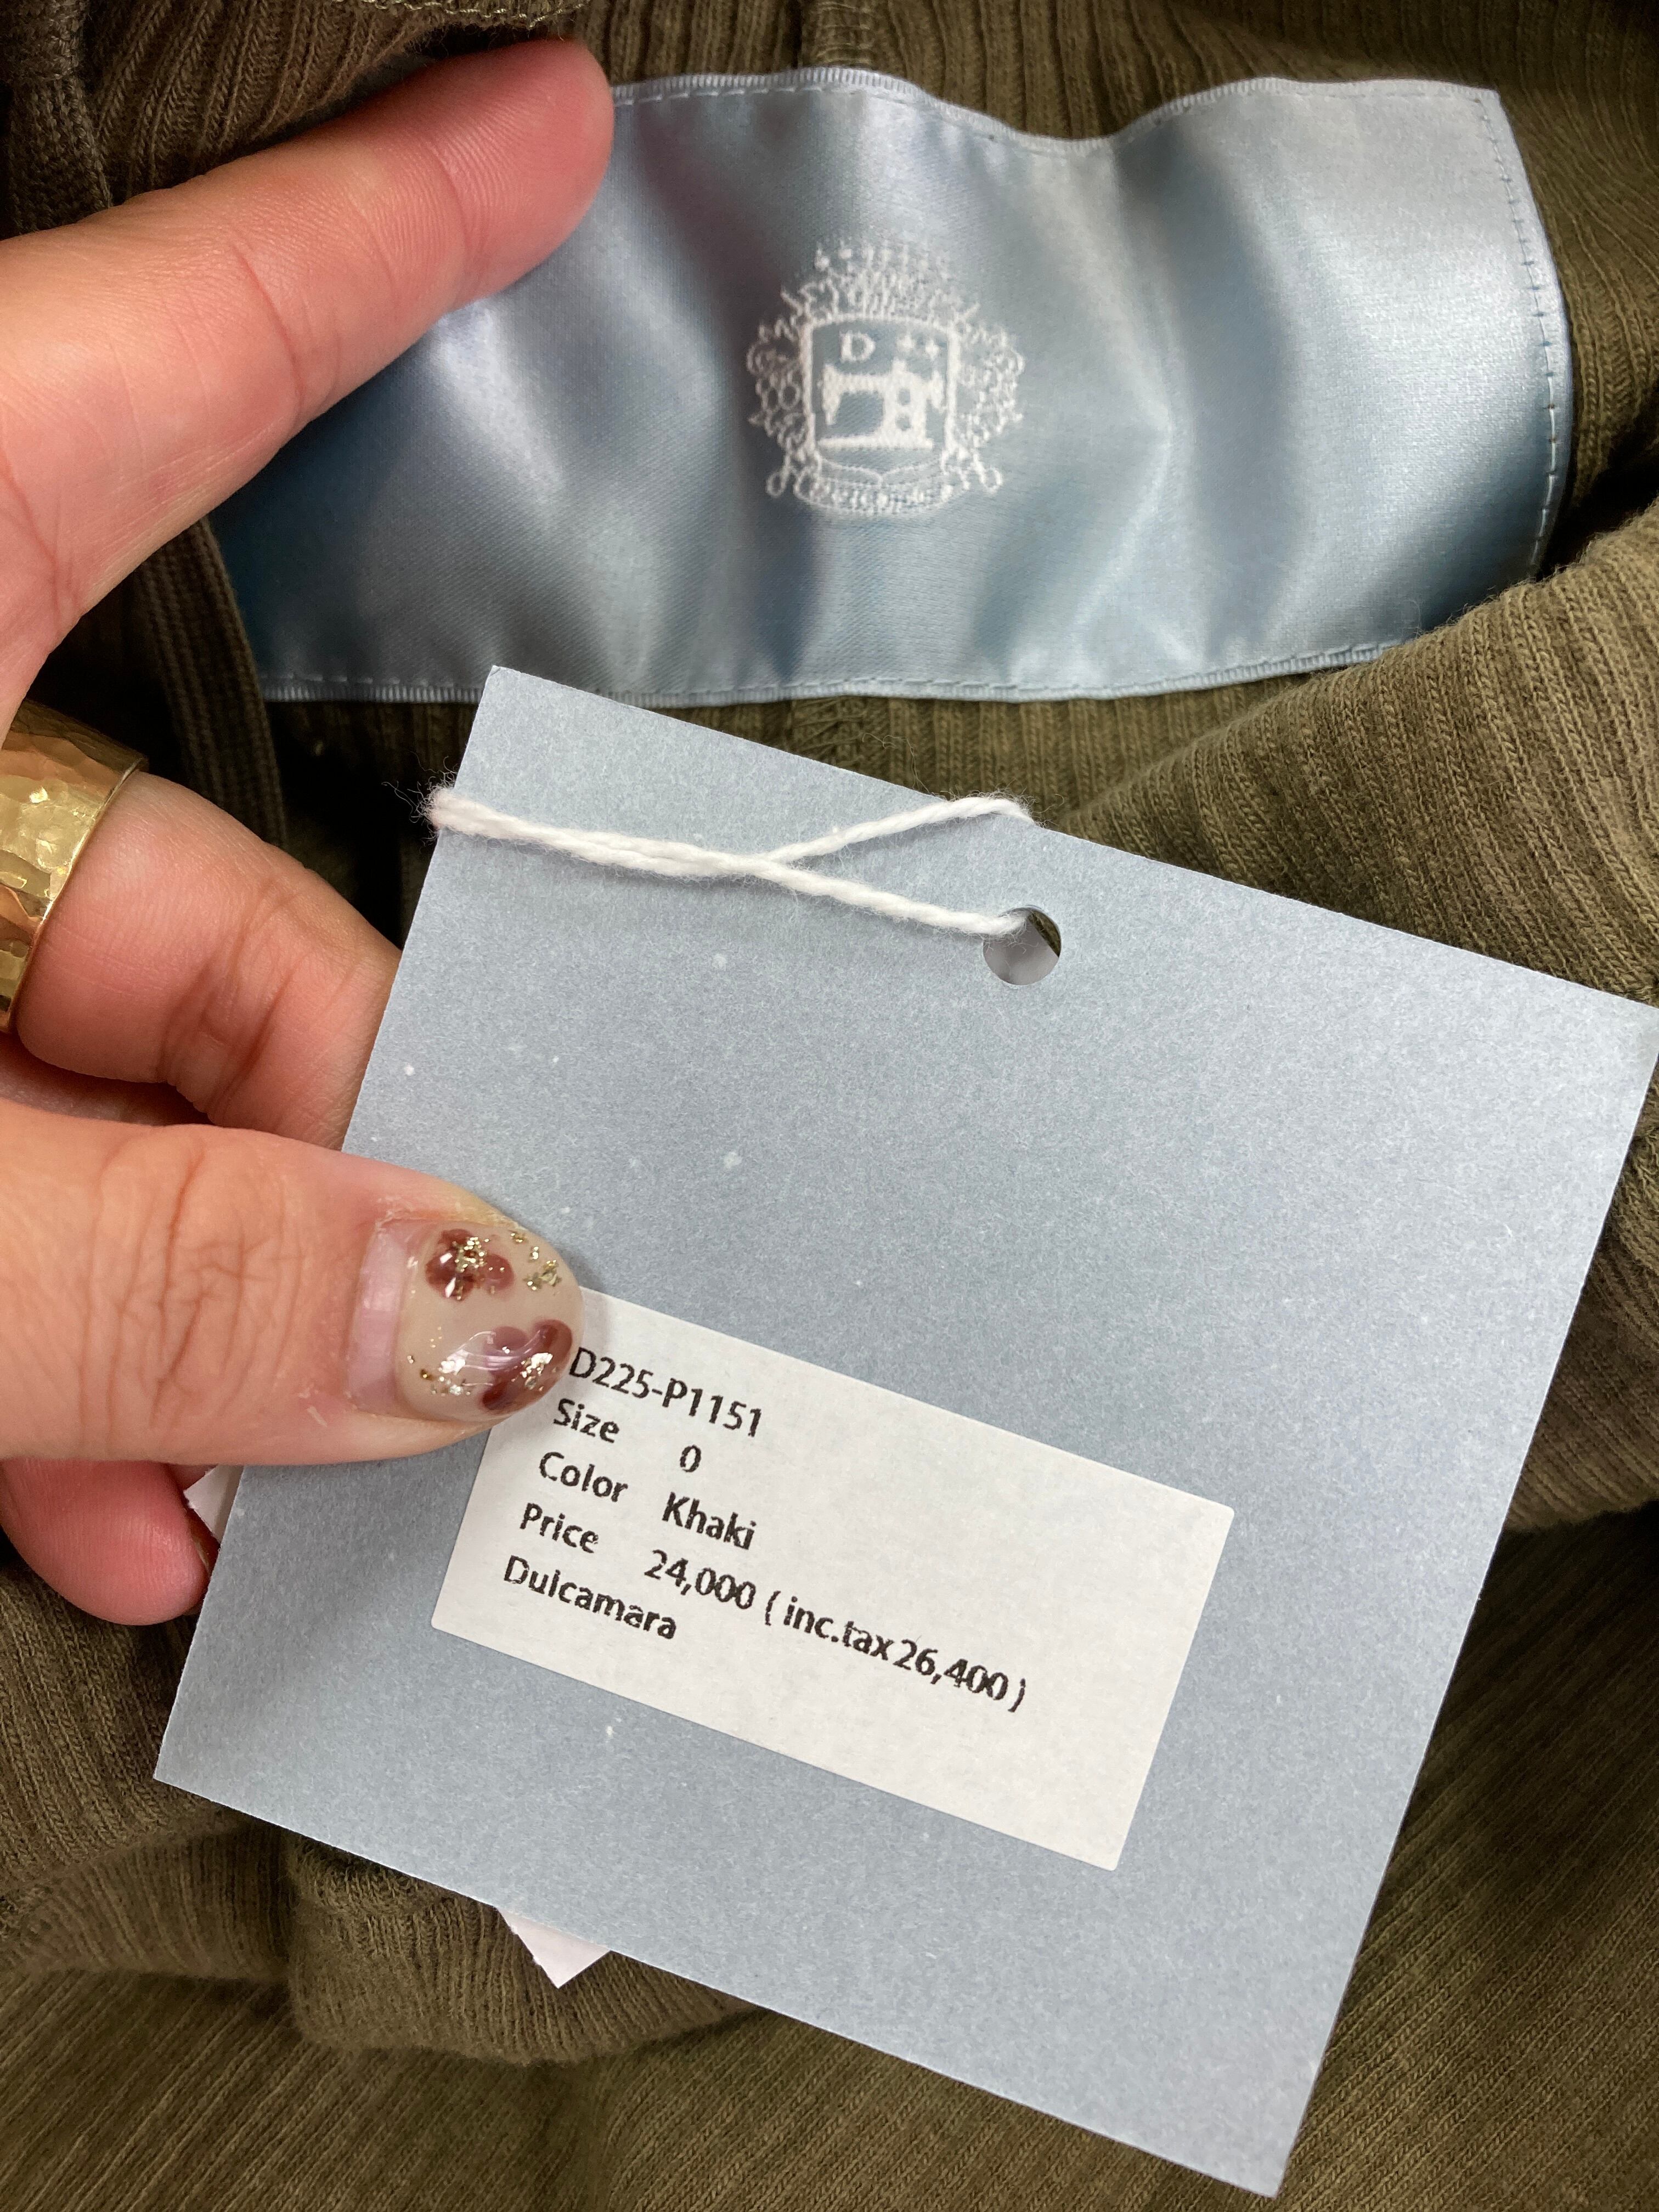 D
D225-P1151
Size 0
Color Khaki
Price 24,000 ( inc.tax 26,400 )
Dulcamara